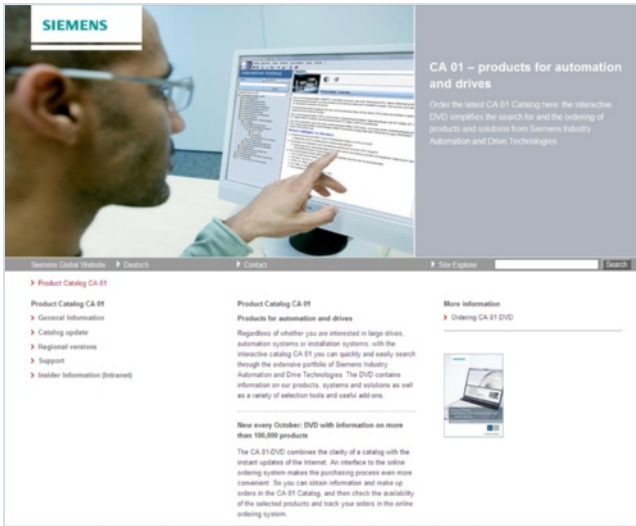 SIEMENS
CA 01 – products for automation
and drives
Order the latest CA 01 Catalog here: the interactive
DVD simplifies the search for and the ordering of
products and solutions from Siemens Industry
Automation and Drive Technologies.
Siemens Global Website
Deutsch
Contact
Site Explorer
Search
Product Catalog CA 01
Product Catalog CA 01
General Information
Catalog update
Regional versions
Support
Insider Information (Intranet)
Product Catalog CA 01
Products for automation and drives
Regardless of whether you are interested in large drives,
automation systems or installation systems: with the
interactive catalog CA 01 you can quickly and easily search
through the extensive portfolio of Siemens Industry
Automation and Drive Technologies. The DVD contains
information on our products, systems and solutions as well
as a variety of selection tools and useful add-ons.
New every October: DVD with information on more
than 100,000 products
The CA 01-DVD combines the clarity of a catalog with the
instant updates of the Internet. An interface to the online
ordering system makes the purchasing process even more
convenient. So you can obtain information and make up
orders in the CA 01 Catalog, and then check the availability
of the selected products and track your orders in the online
ordering system.
More information
Ordering CA 01 DVD
SIEMENS